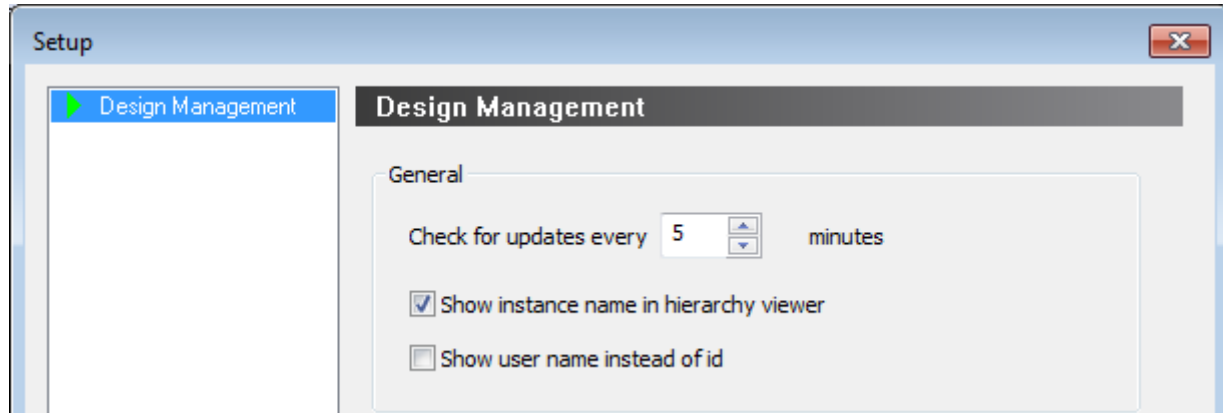 Setup
Design Management
Design Management
General
Check for updates every 5 minutes
Show instance name in hierarchy viewer
Show user name instead of id